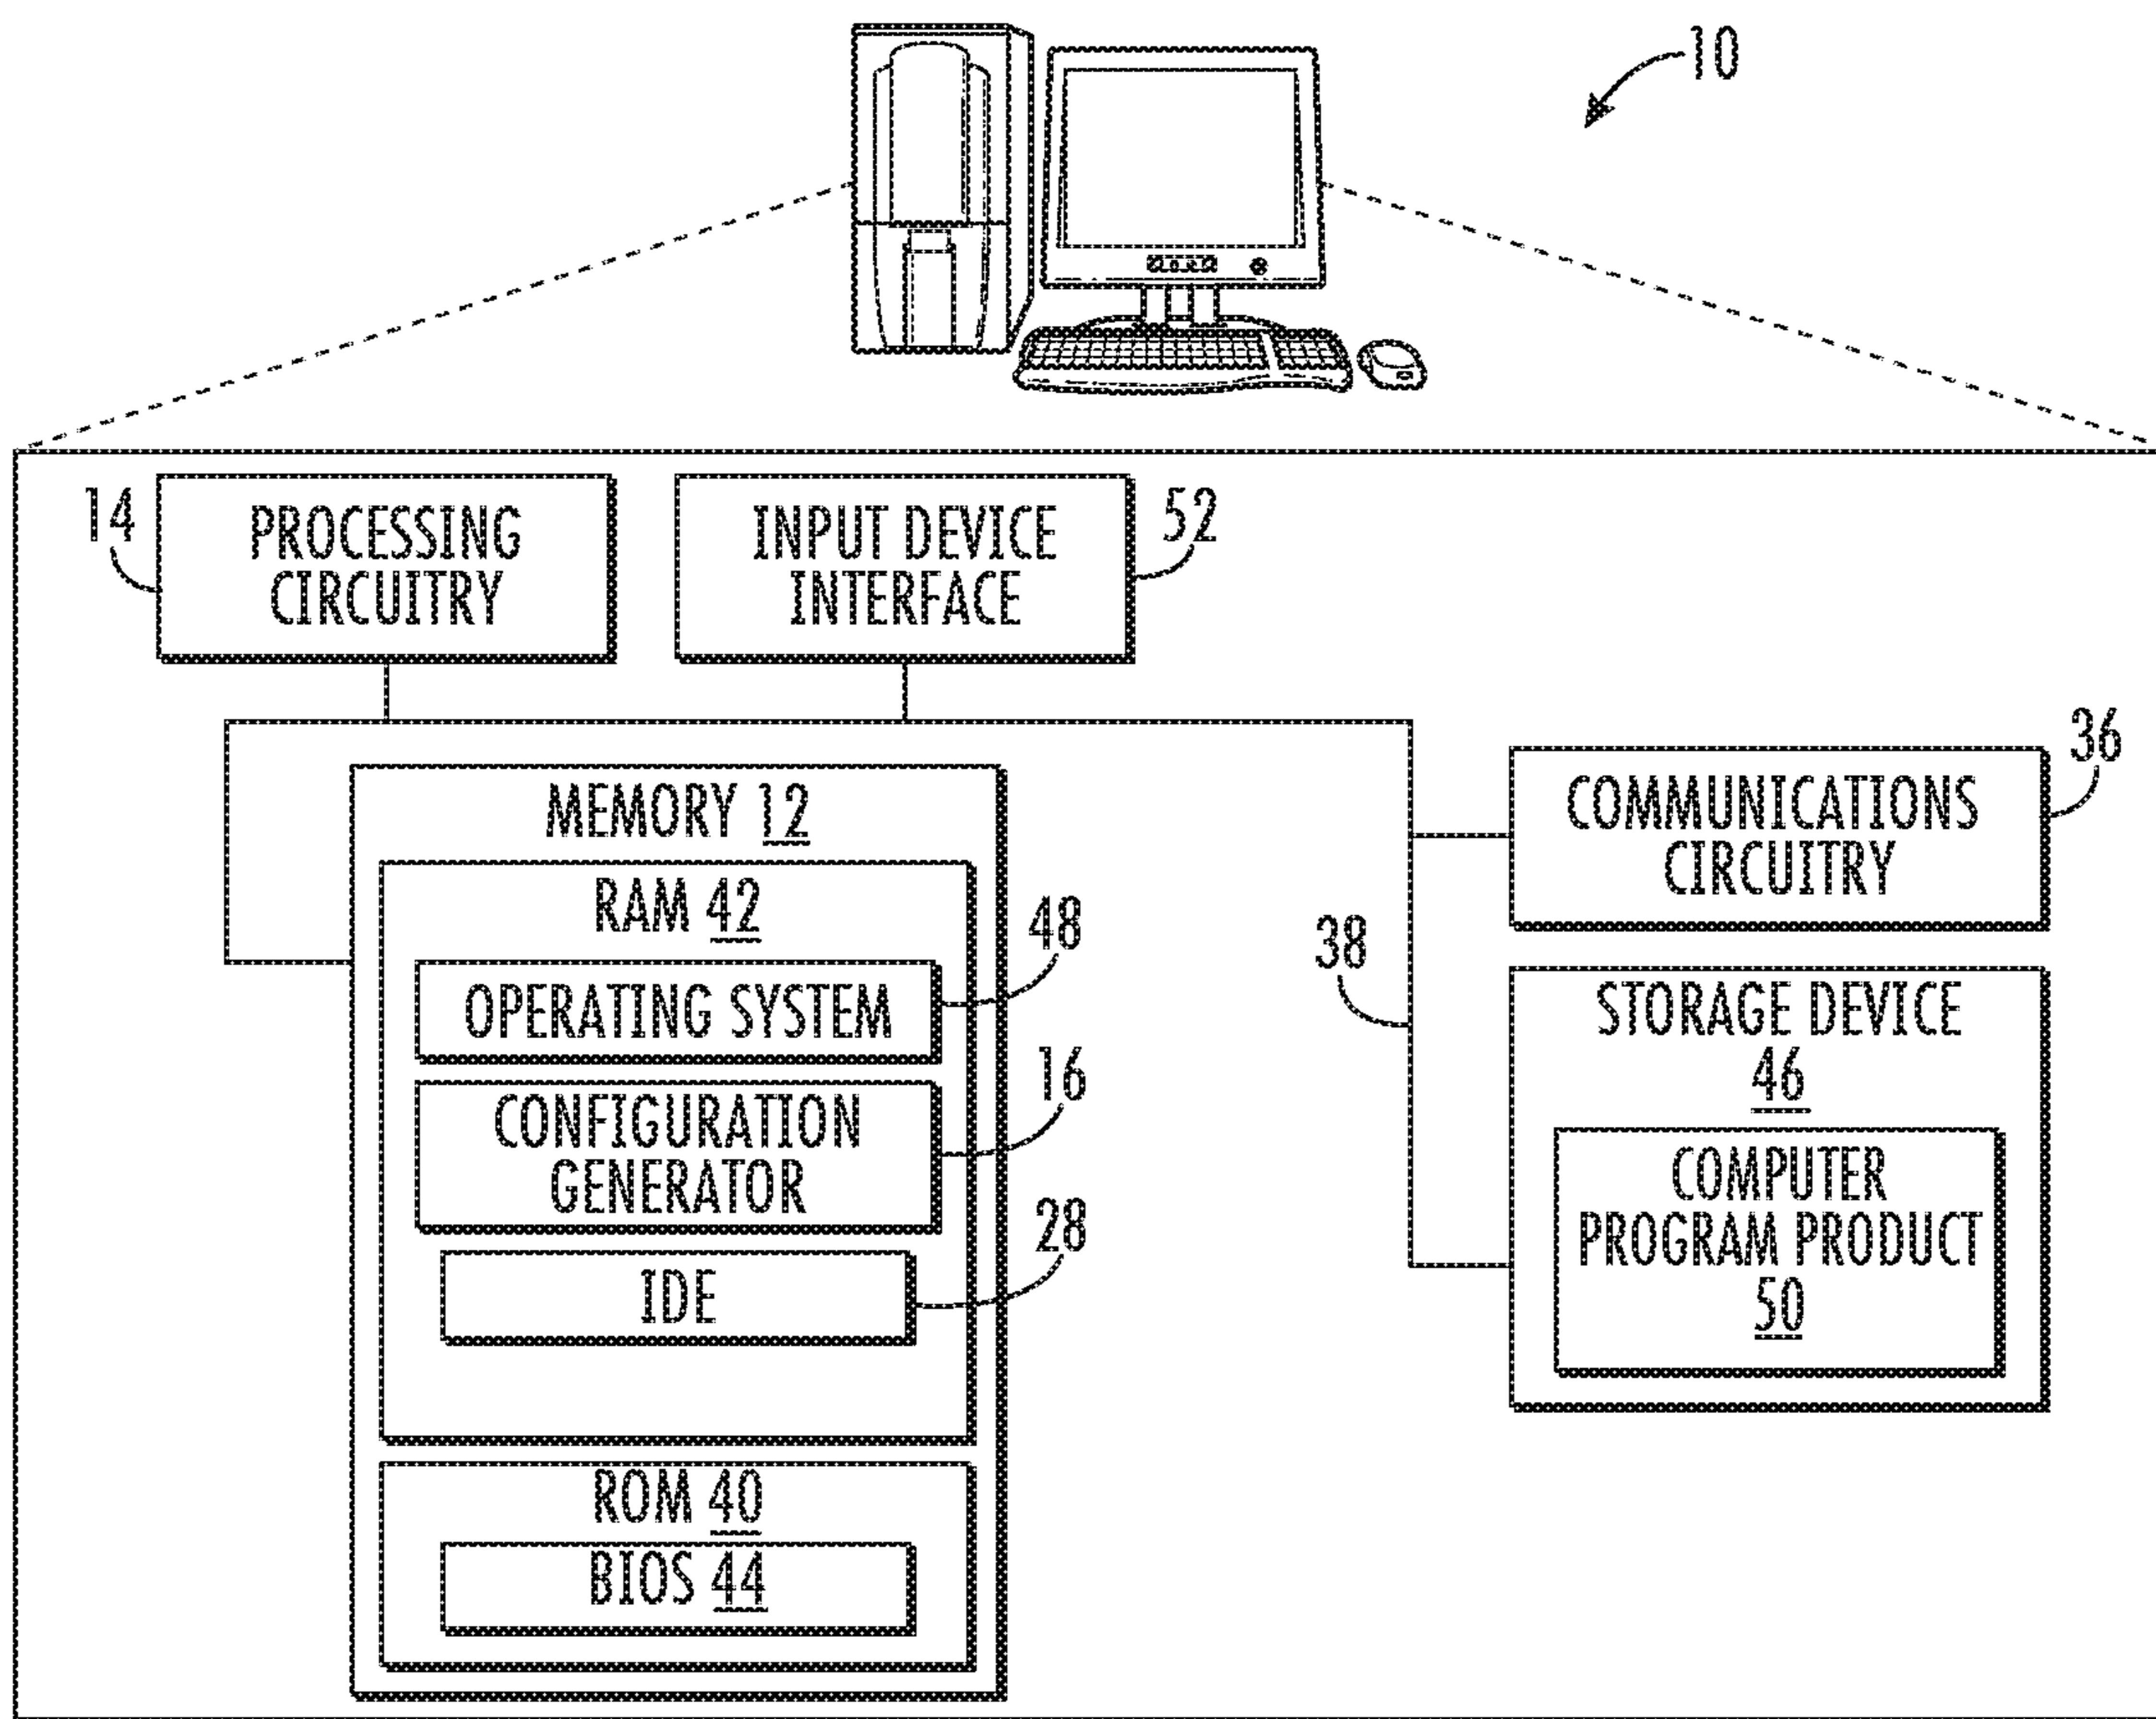 10
14
PROCESSING
CIRCUITRY
INPUT DEVICE
INTERFACE
52
MEMORY 12
RAM 42
OPERATING SYSTEM
48
CONFIGURATION
GENERATOR
16
IDE
28
ROM 40
BIOS 44
38
COMMUNICATIONS
CIRCUITRY
36
STORAGE DEVICE
46
COMPUTER
PROGRAM PRODUCT
50